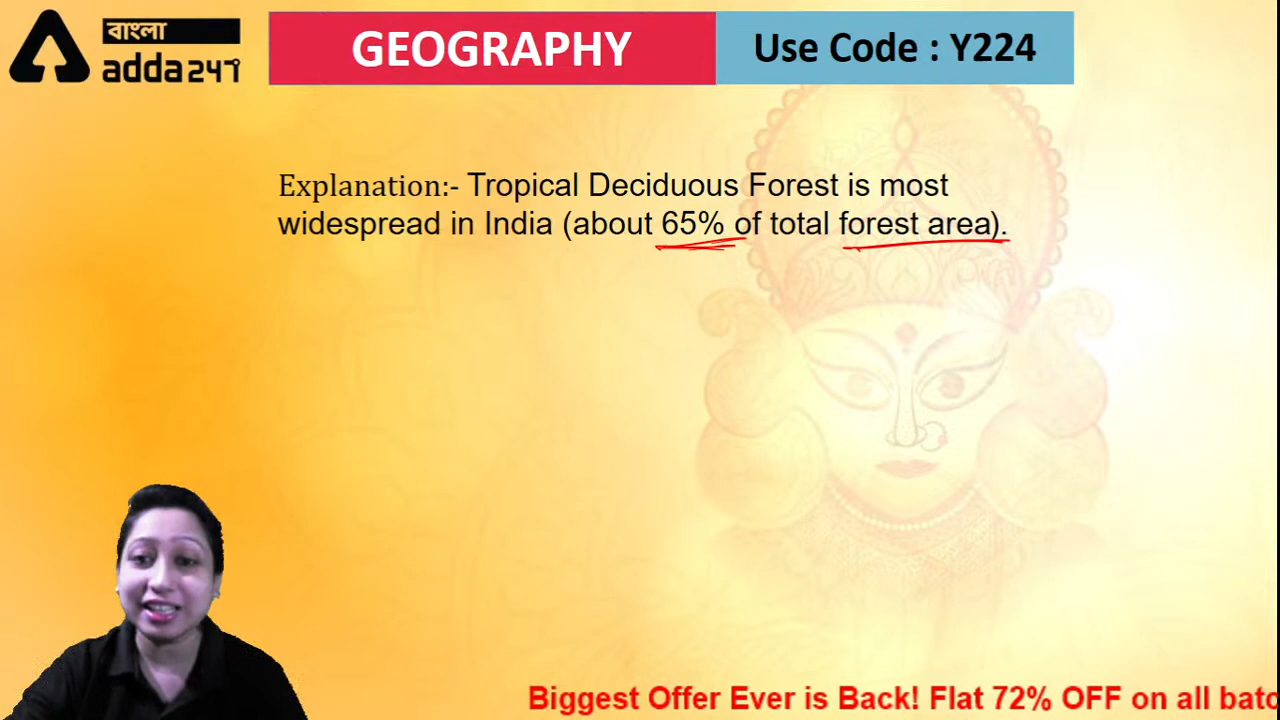 বাংলা
adda247
GEOGRAPHY
Use Code : Y224
Explanation:- Tropical Deciduous Forest is most
widespread in India (about 65% of total forest area).
Biggest Offer Ever is Back! Flat 72% OFF on all